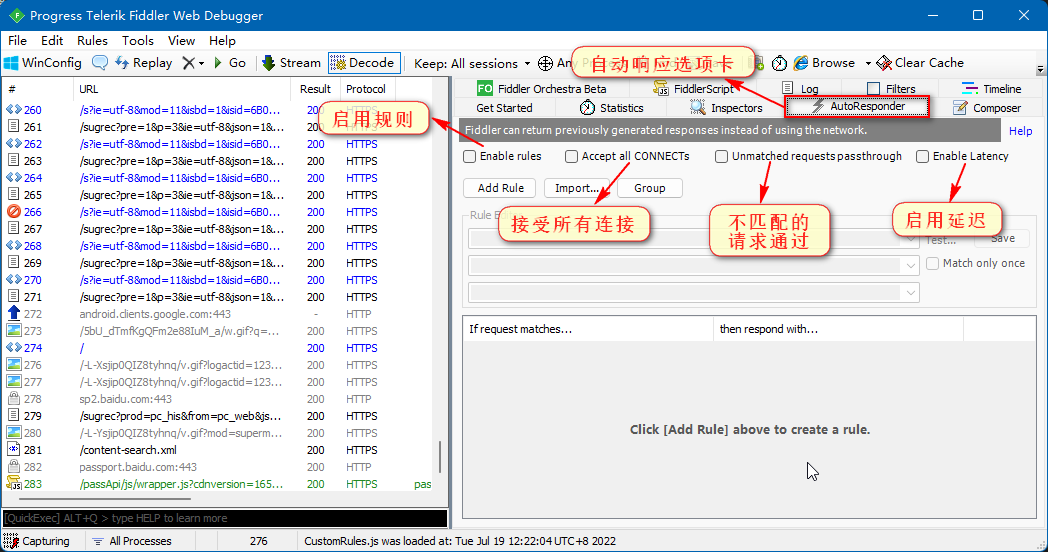 Progress Telerik Fiddler Web Debugger
File Edit Rules Tools View Help
WinConfig Replay Go Stream Decode Keep: All sessions Any Pr Browse Clear Cache
自动响应选项卡
# URL Result Protocol
260 /s?ie=utf-8&mod=11&isbd=1&isid=6B0... 200 HTTPS
261 /sugrec?pre=1&p=3&ie=utf-8&json=1&... 200 HTTPS
262 /s?ie=utf-8&mod=11&isbd=1&isid=6B0... 200 HTTPS
263 /sugrec?pre=1&p=3&ie=utf-8&json=1&... 200 HTTPS
264 /s?ie=utf-8&mod=11&isbd=1&isid=6B0... 200 HTTPS
265 /sugrec?pre=1&p=3&ie=utf-8&json=1&... 200 HTTPS
266 /s?ie=utf-8&mod=11&isbd=1&isid=6B0... 200 HTTPS
267 /sugrec?pre=1&p=3&ie=utf-8&json=1&... 200 HTTPS
268 /s?ie=utf-8&mod=11&isbd=1&isid=6B0... 200 HTTPS
269 /sugrec?pre=1&p=3&ie=utf-8&json=1&... 200 HTTPS
270 /s?ie=utf-8&mod=11&isbd=1&isid=6B0... 200 HTTPS
271 /sugrec?pre=1&p=3&ie=utf-8&json=1&... 200 HTTPS
272 android.clients.google.com:443 - HTTP
273 /5bU_dTmfKgQFm2e88IuM_a/w.gif?q=... 200 HTTPS
274 / 200 HTTPS
276 /-L-Xsjip0QIZ8tyhnq/v.gif?logactid=123... 200 HTTPS
277 /-L-Xsjip0QIZ8tyhnq/v.gif?logactid=123... 200 HTTPS
278 sp2.baidu.com:443 200 HTTP
279 /sugrec?prod=pc_his&from=pc_web&js... 200 HTTPS
280 /-L-Ysjip0QIZ8tyhnq/v.gif?mod=superm... 200 HTTPS
281 /content-search.xml 200 HTTPS
282 passport.baidu.com:443 200 HTTP
283 /passApi/js/wrapper.js?cdnversion=165... 200 HTTPS pas
[QuickExec] ALT+Q > type HELP to learn more
FO Fiddler Orchestra Beta FiddlerScript Log Filters Timeline
Get Started Statistics Inspectors AutoResponder Composer
启用规则
Fiddler can return previously generated responses instead of using the network. Help
Enable rules Accept all CONNECTs Unmatched requests passthrough Enable Latency
Add Rule Import... Group
Rule E
接受所有连接
不匹配的
请求通过
启用延迟
Test... Save
Match only once
If request matches... then respond with...
Click [Add Rule] above to create a rule.
Capturing All Processes 276 CustomRules.js was loaded at: Tue Jul 19 12:22:04 UTC+8 2022